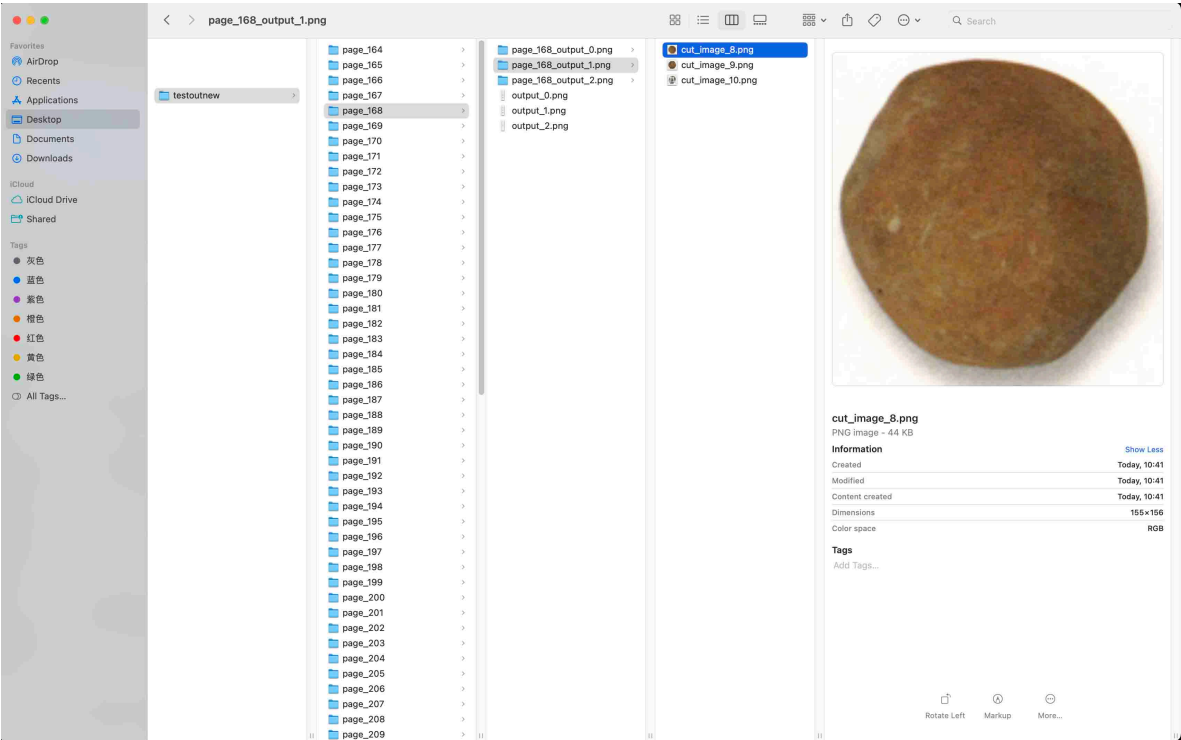 page_168_output_1.png
Search
Favorites
AirDrop
Recents
Applications
Desktop
Documents
Downloads
iCloud
iCloud Drive
Shared
Tags
灰色
蓝色
紫色
橙色
红色
黄色
绿色
All Tags...
testoutnew
page_164
page_165
page_166
page_167
page_168
page_169
page_170
page_171
page_172
page_173
page_174
page_175
page_176
page_177
page_178
page_179
page_180
page_181
page_182
page_183
page_184
page_185
page_186
page_187
page_188
page_189
page_190
page_191
page_192
page_193
page_194
page_195
page_196
page_197
page_198
page_199
page_200
page_201
page_202
page_203
page_204
page_205
page_206
page_207
page_208
page_209
page_168_output_0.png
page_168_output_1.png
page_168_output_2.png
output_0.png
output_1.png
output_2.png
cut_image_8.png
cut_image_9.png
cut_image_10.png
cut_image_8.png
PNG image - 44 KB
Information Show Less
Created Today, 10:41
Modified Today, 10:41
Content created Today, 10:41
Dimensions 155×156
Color space RGB
Tags
Add Tags...
Rotate Left Markup More...